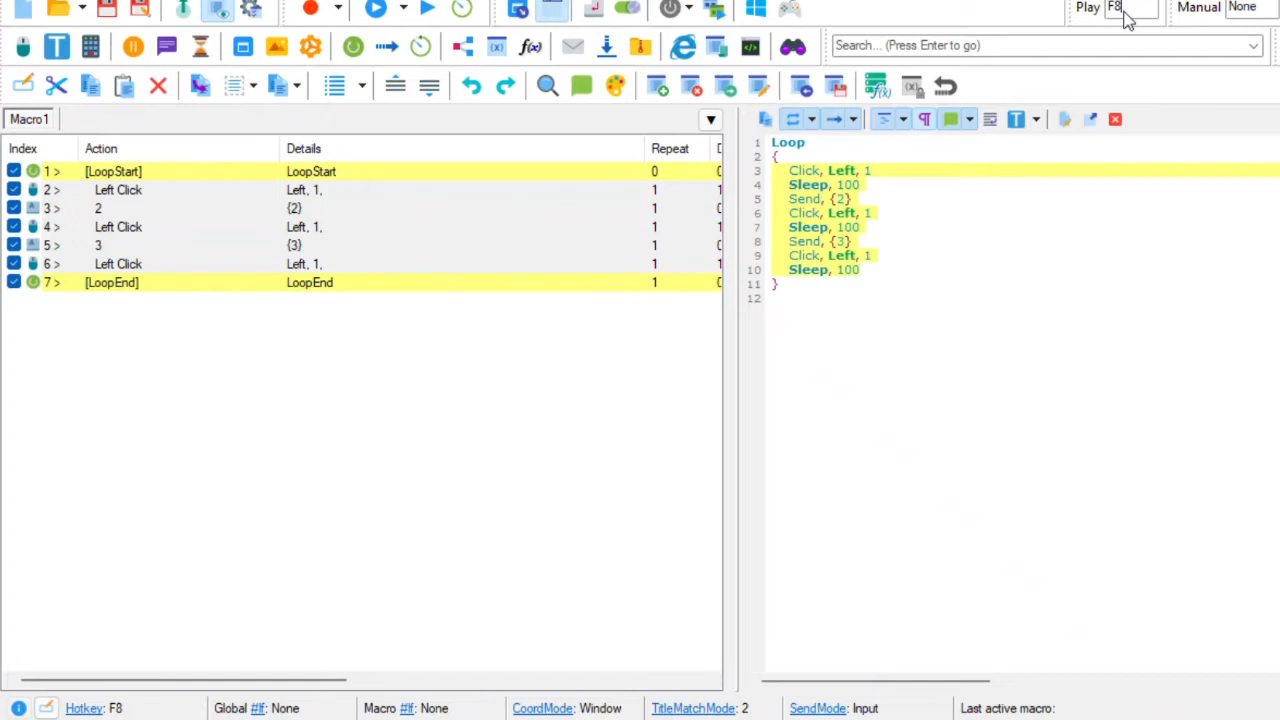 Play F8 Manual None
T (x) f(x) Search... (Press Enter to go)
Macro1
Index Action Details Repeat
1 > [LoopStart] LoopStart 0
2 > Left Click Left, 1, 1
3 > 2 {2} 1
4 > Left Click Left, 1, 1
5 > 3 {3} 1
6 > Left Click Left, 1, 1
7 > [LoopEnd] LoopEnd 1
1 Loop
2 {
3 Click, Left, 1
4 Sleep, 100
5 Send, {2}
6 Click, Left, 1
7 Sleep, 100
8 Send, {3}
9 Click, Left, 1
10 Sleep, 100
11 }
12
Hotkey: F8 Global #If: None Macro #If: None CoordMode: Window TitleMatchMode: 2 SendMode: Input Last active macro: